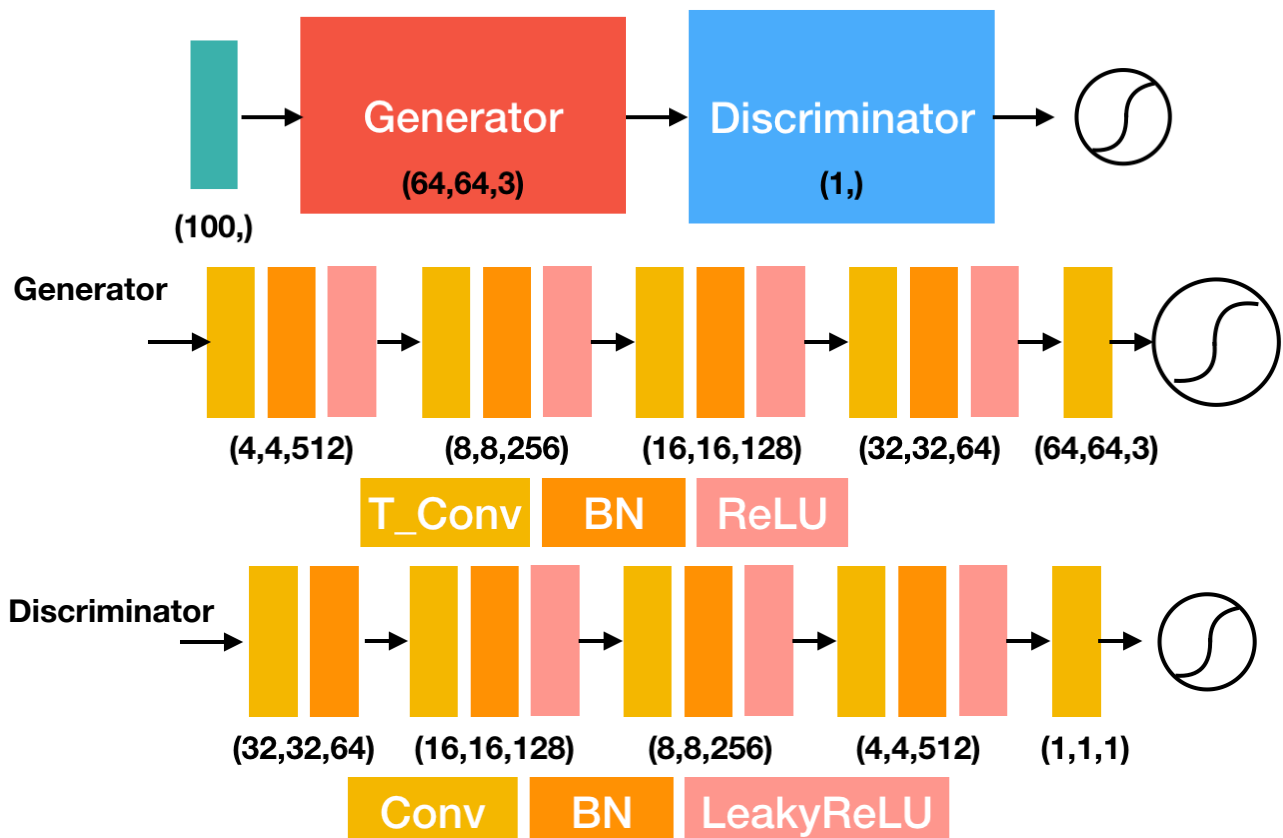 Generator
Discriminator
(64,64,3)
(1,)
(100,)
Generator
(4,4,512)
(8,8,256)
(16,16,128)
(32,32,64)
(64,64,3)
T_Conv
BN
ReLU
Discriminator
(32,32,64)
(16,16,128)
(8,8,256)
(4,4,512)
(1,1,1)
Conv
BN
LeakyReLU